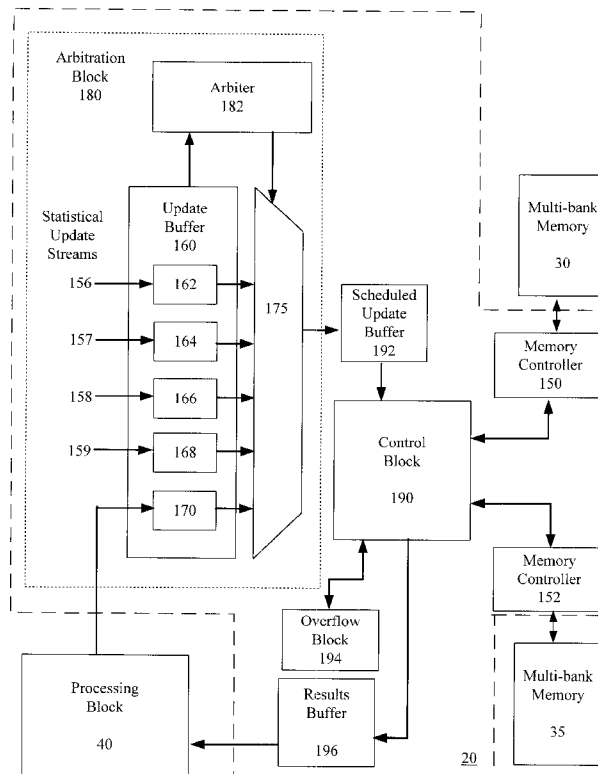 Arbitration
Block
180
Arbiter
182
Statistical
Update
Streams
Update
Buffer
160
156
162
157
164
158
166
159
168
170
175
Scheduled
Update
Buffer
192
Multi-bank
Memory
30
Memory
Controller
150
Control
Block
190
Memory
Controller
152
Overflow
Block
194
Processing
Block
40
Results
Buffer
196
20
Multi-bank
Memory
35